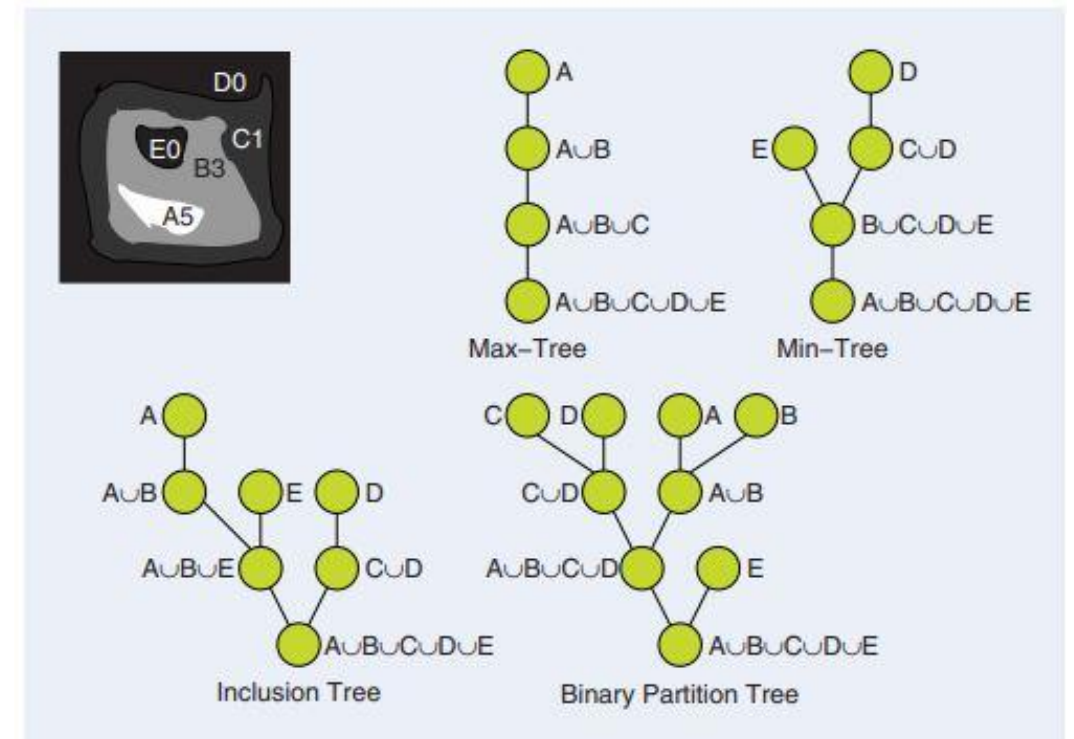 D0
C1
E0
B3
A5
A
A∪B
A∪B∪C
A∪B∪C∪D∪E
Max–Tree
D
E
C∪D
B∪C∪D∪E
A∪B∪C∪D∪E
Min–Tree
A
A∪B
E
D
A∪B∪E
C∪D
A∪B∪C∪D∪E
Inclusion Tree
C
D
A
B
C∪D
A∪B
A∪B∪C∪D
E
A∪B∪C∪D∪E
Binary Partition Tree